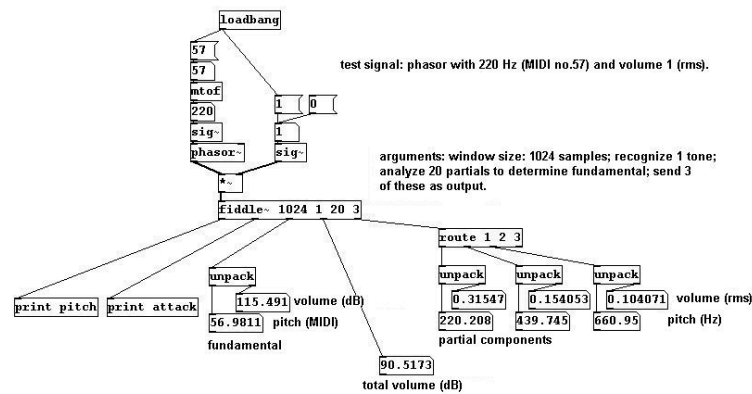 loadbang
57
57
test signal: phasor with 220 Hz (MIDI no.57) and volume 1 (rms).
mtof
220
1
0
sig~
1
phasor~
sig~
arguments: window size: 1024 samples; recognize 1 tone;
analyze 20 partials to determine fundamental; send 3
of these as output.
*~
fiddle~ 1024 1 20 3
route 1 2 3
unpack
unpack
unpack
unpack
print pitch
print attack
115.491
volume (dB)
0.31547
0.154053
0.104071
volume (rms)
56.9811
pitch (MIDI)
220.208
439.745
660.95
pitch (Hz)
fundamental
partial components
90.5173
total volume (dB)